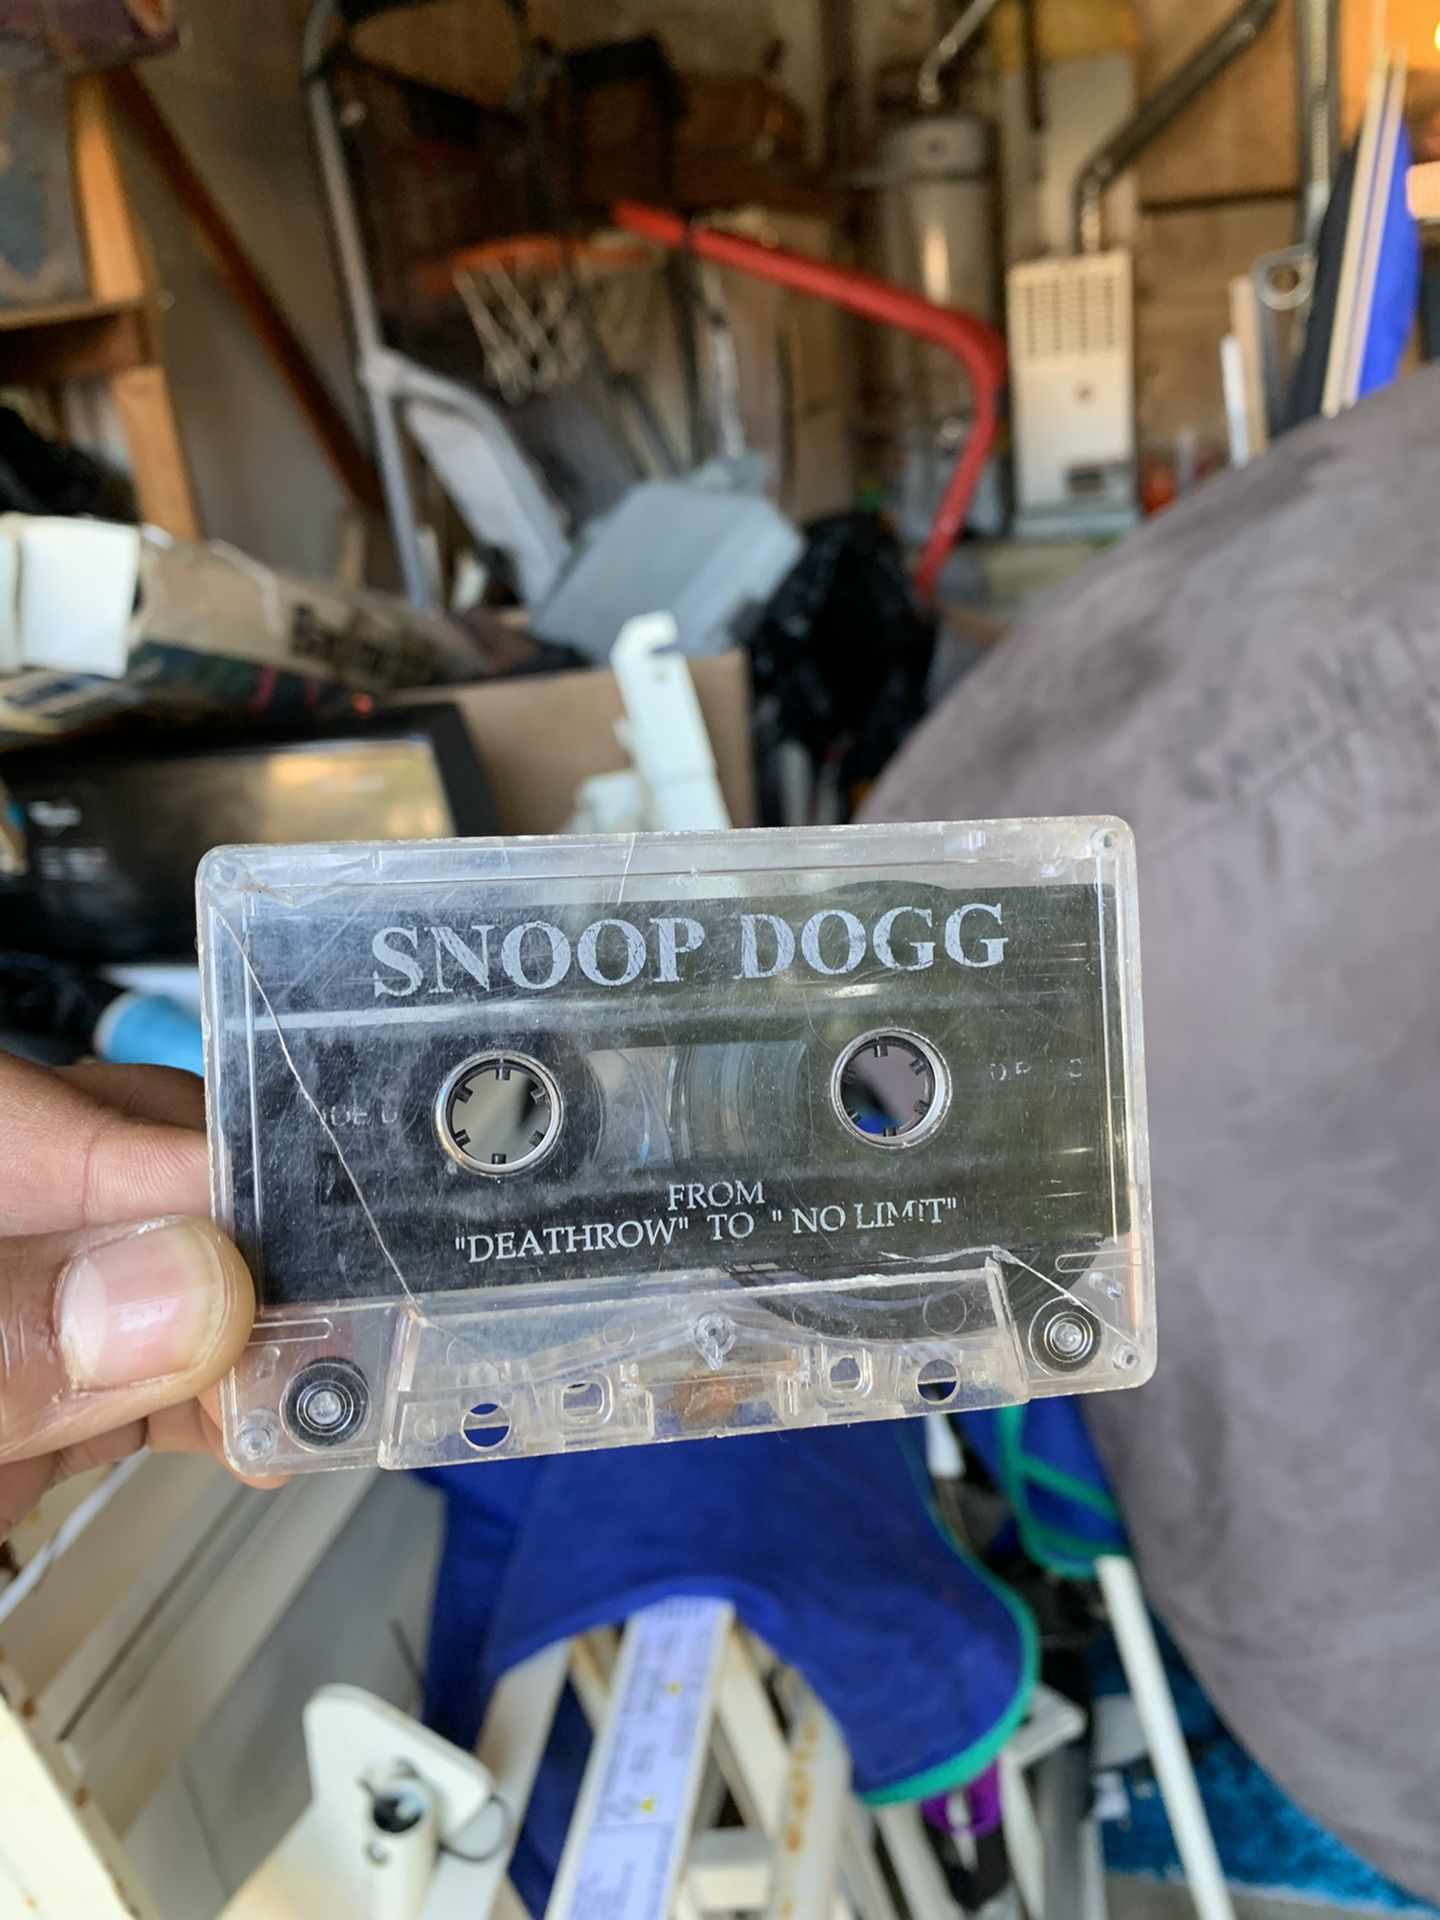 SNOOP DOGG
FROM
"DEATHROW" TO " NO LIMIT"